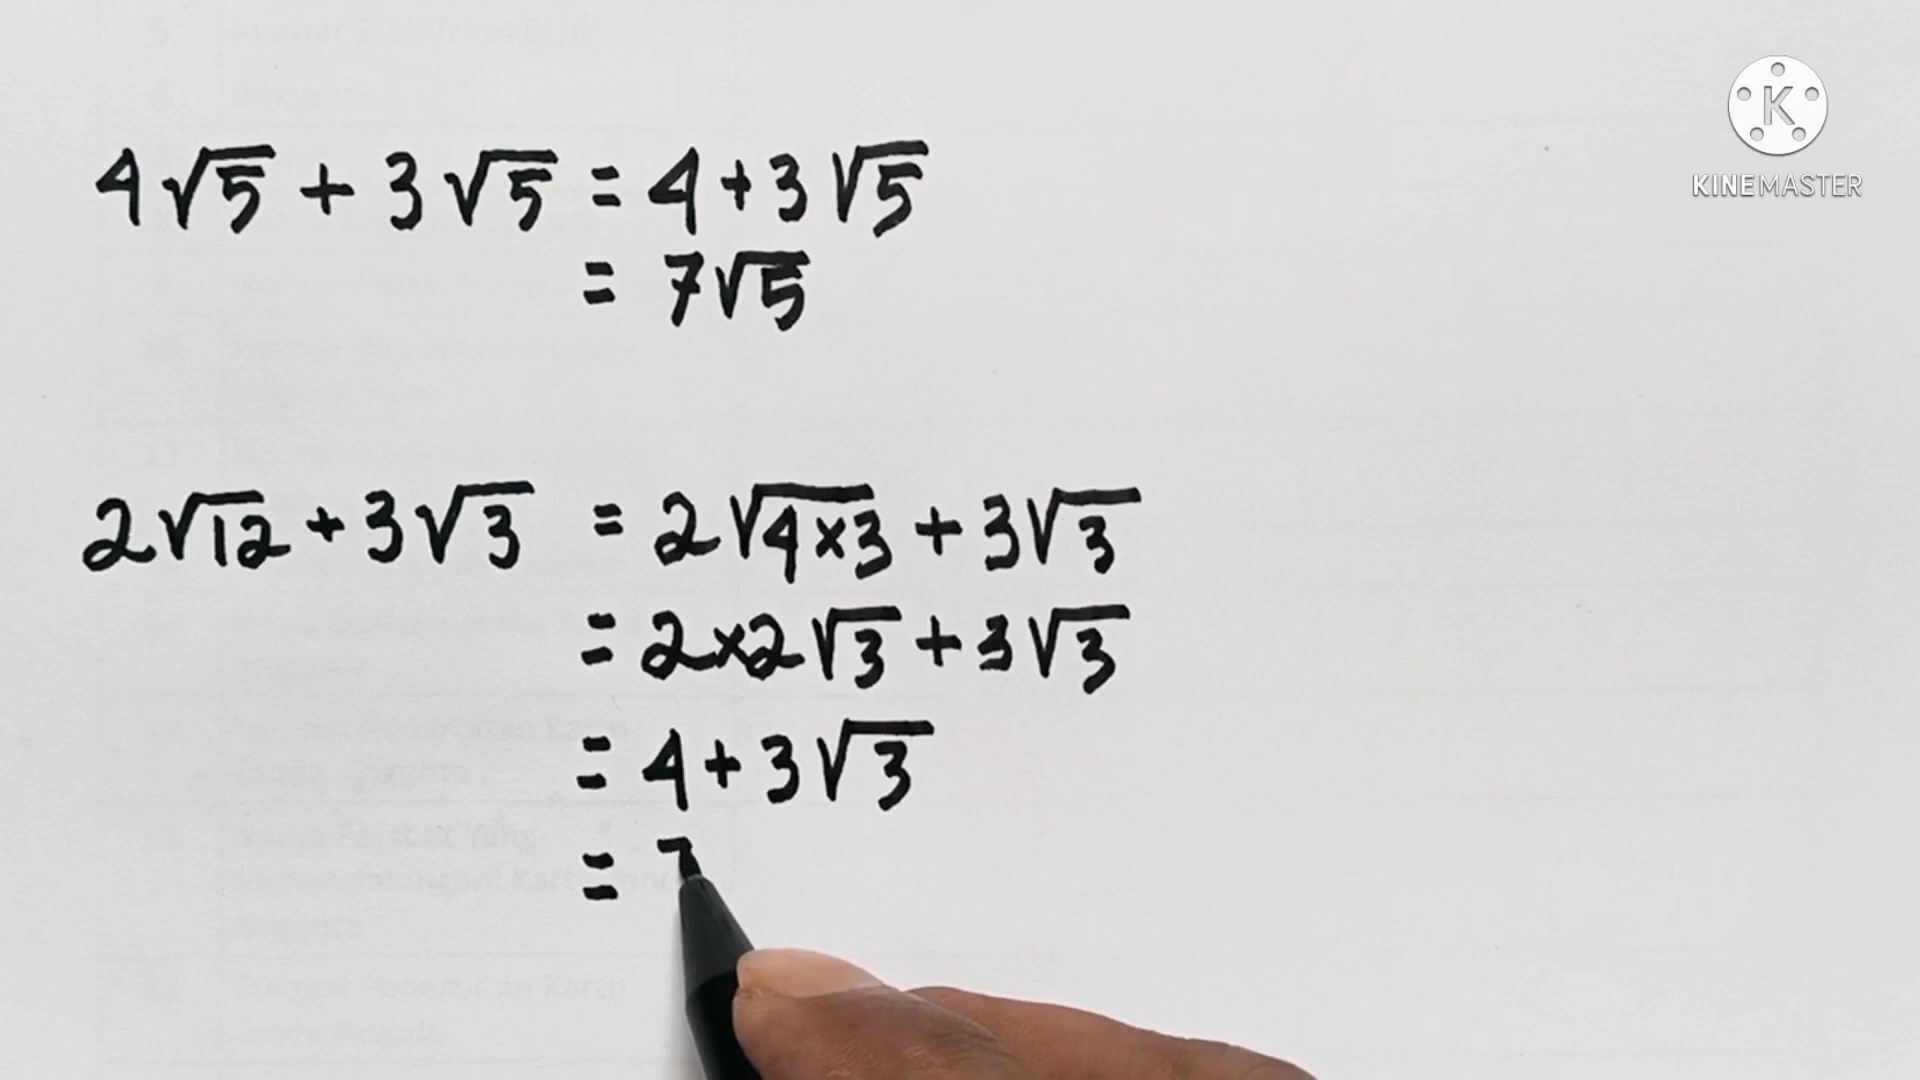 KINEMASTER
4√5 + 3√5 = 4+3√5
= 7√5
2√12 + 3√3 = 2√4×3 + 3√3
= 2×2√3 + 3√3
= 4+3√3
= 7